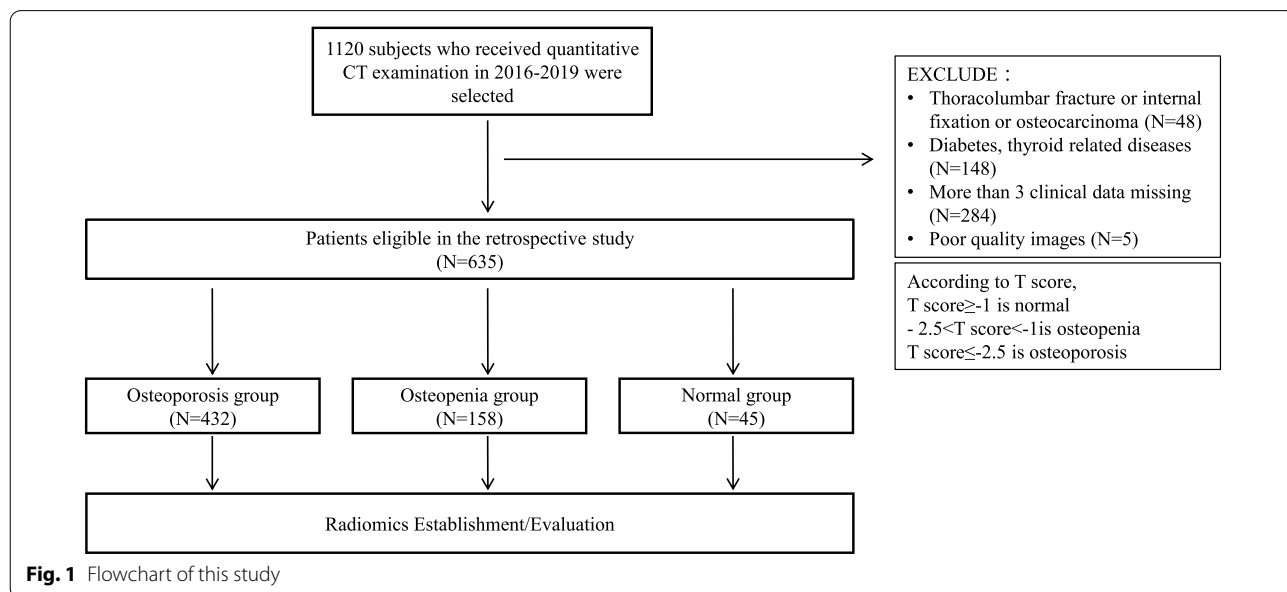 1120 subjects who received quantitative
CT examination in 2016-2019 were
selected
EXCLUDE：
• Thoracolumbar fracture or internal
fixation or osteocarcinoma (N=48)
• Diabetes, thyroid related diseases
(N=148)
• More than 3 clinical data missing
(N=284)
• Poor quality images (N=5)
Patients eligible in the retrospective study
(N=635)
According to T score,
T score≥-1 is normal
- 2.5<T score<-1is osteopenia
T score≤-2.5 is osteoporosis
Osteoporosis group
(N=432)
Osteopenia group
(N=158)
Normal group
(N=45)
Radiomics Establishment/Evaluation
Fig. 1 Flowchart of this study